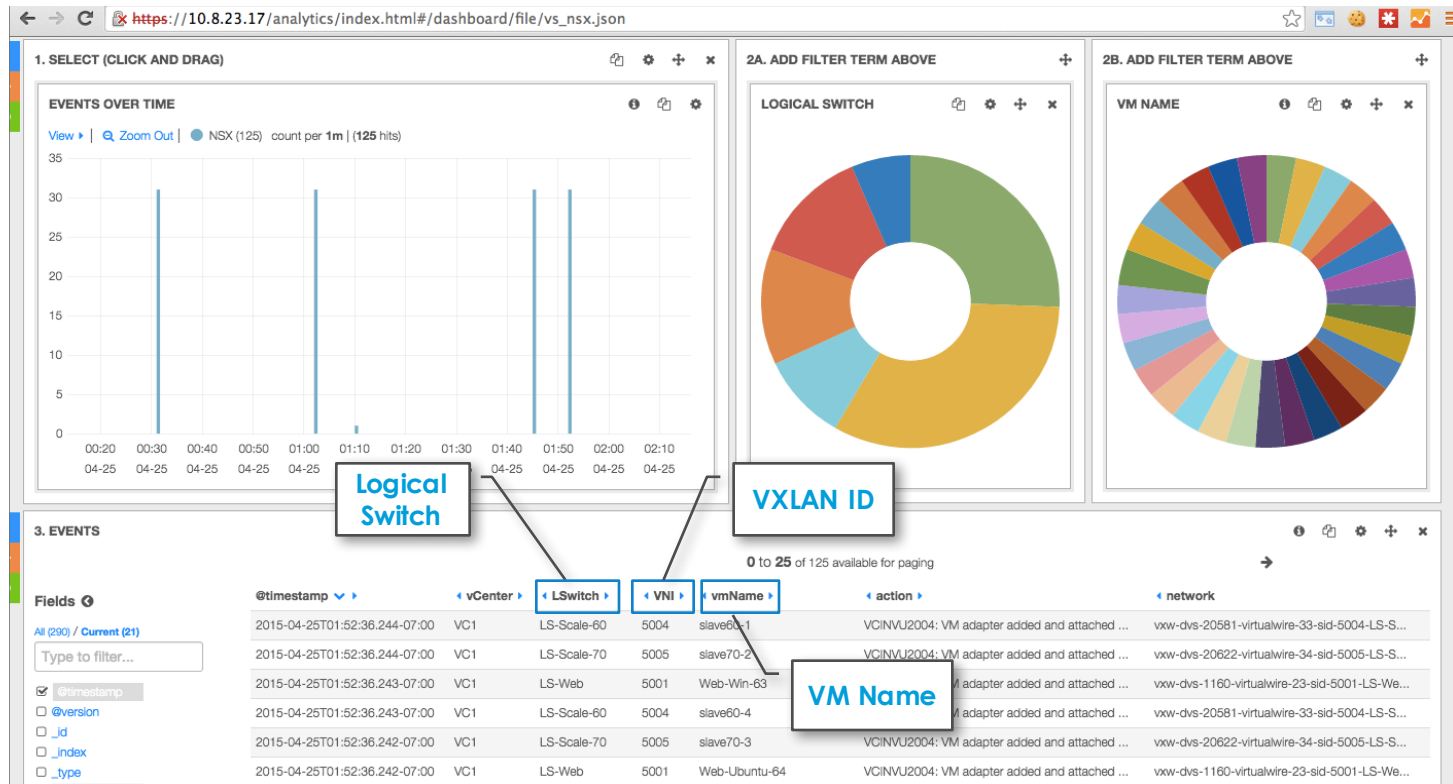 https://10.8.23.17/analytics/index.html#/dashboard/file/vs_nsx.json
1. SELECT (CLICK AND DRAG)
EVENTS OVER TIME
View | Zoom Out | NSX (125) count per 1m | (125 hits)
35
30
25
20
15
10
5
0
00:20 00:30 00:40 00:50 01:00 01:10 01:20 01:30 01:40 01:50 02:00 02:10
04-25 04-25 04-25 04-25 04-25 04-25 04-25 04-25 04-25 04-25 04-25
2A. ADD FILTER TERM ABOVE
LOGICAL SWITCH
2B. ADD FILTER TERM ABOVE
VM NAME
Logical
Switch
VXLAN ID
3. EVENTS
0 to 25 of 125 available for paging
Fields
All (290) / Current (21)
Type to filter...
@timestamp
@version
_id
_index
_type
@timestamp vCenter LSwitch VNI vmName action network
2015-04-25T01:52:36.244-07:00 VC1 LS-Scale-60 5004 slave60-1 VCINVU2004: VM adapter added and attached ... vxw-dvs-20581-virtualwire-33-sid-5004-LS-S...
2015-04-25T01:52:36.244-07:00 VC1 LS-Scale-70 5005 slave70-2 VCINVU2004: VM adapter added and attached ... vxw-dvs-20622-virtualwire-34-sid-5005-LS-S...
2015-04-25T01:52:36.243-07:00 VC1 LS-Web 5001 Web-Win-63 M adapter added and attached ... vxw-dvs-1160-virtualwire-23-sid-5001-LS-We...
2015-04-25T01:52:36.243-07:00 VC1 LS-Scale-60 5004 slave60-4 M adapter added and attached ... vxw-dvs-20581-virtualwire-33-sid-5004-LS-S...
2015-04-25T01:52:36.242-07:00 VC1 LS-Scale-70 5005 slave70-3 VCINVU2004: VM adapter added and attached ... vxw-dvs-20622-virtualwire-34-sid-5005-LS-S...
2015-04-25T01:52:36.242-07:00 VC1 LS-Web 5001 Web-Ubuntu-64 VCINVU2004: VM adapter added and attached ... vxw-dvs-1160-virtualwire-23-sid-5001-LS-We...
VM Name